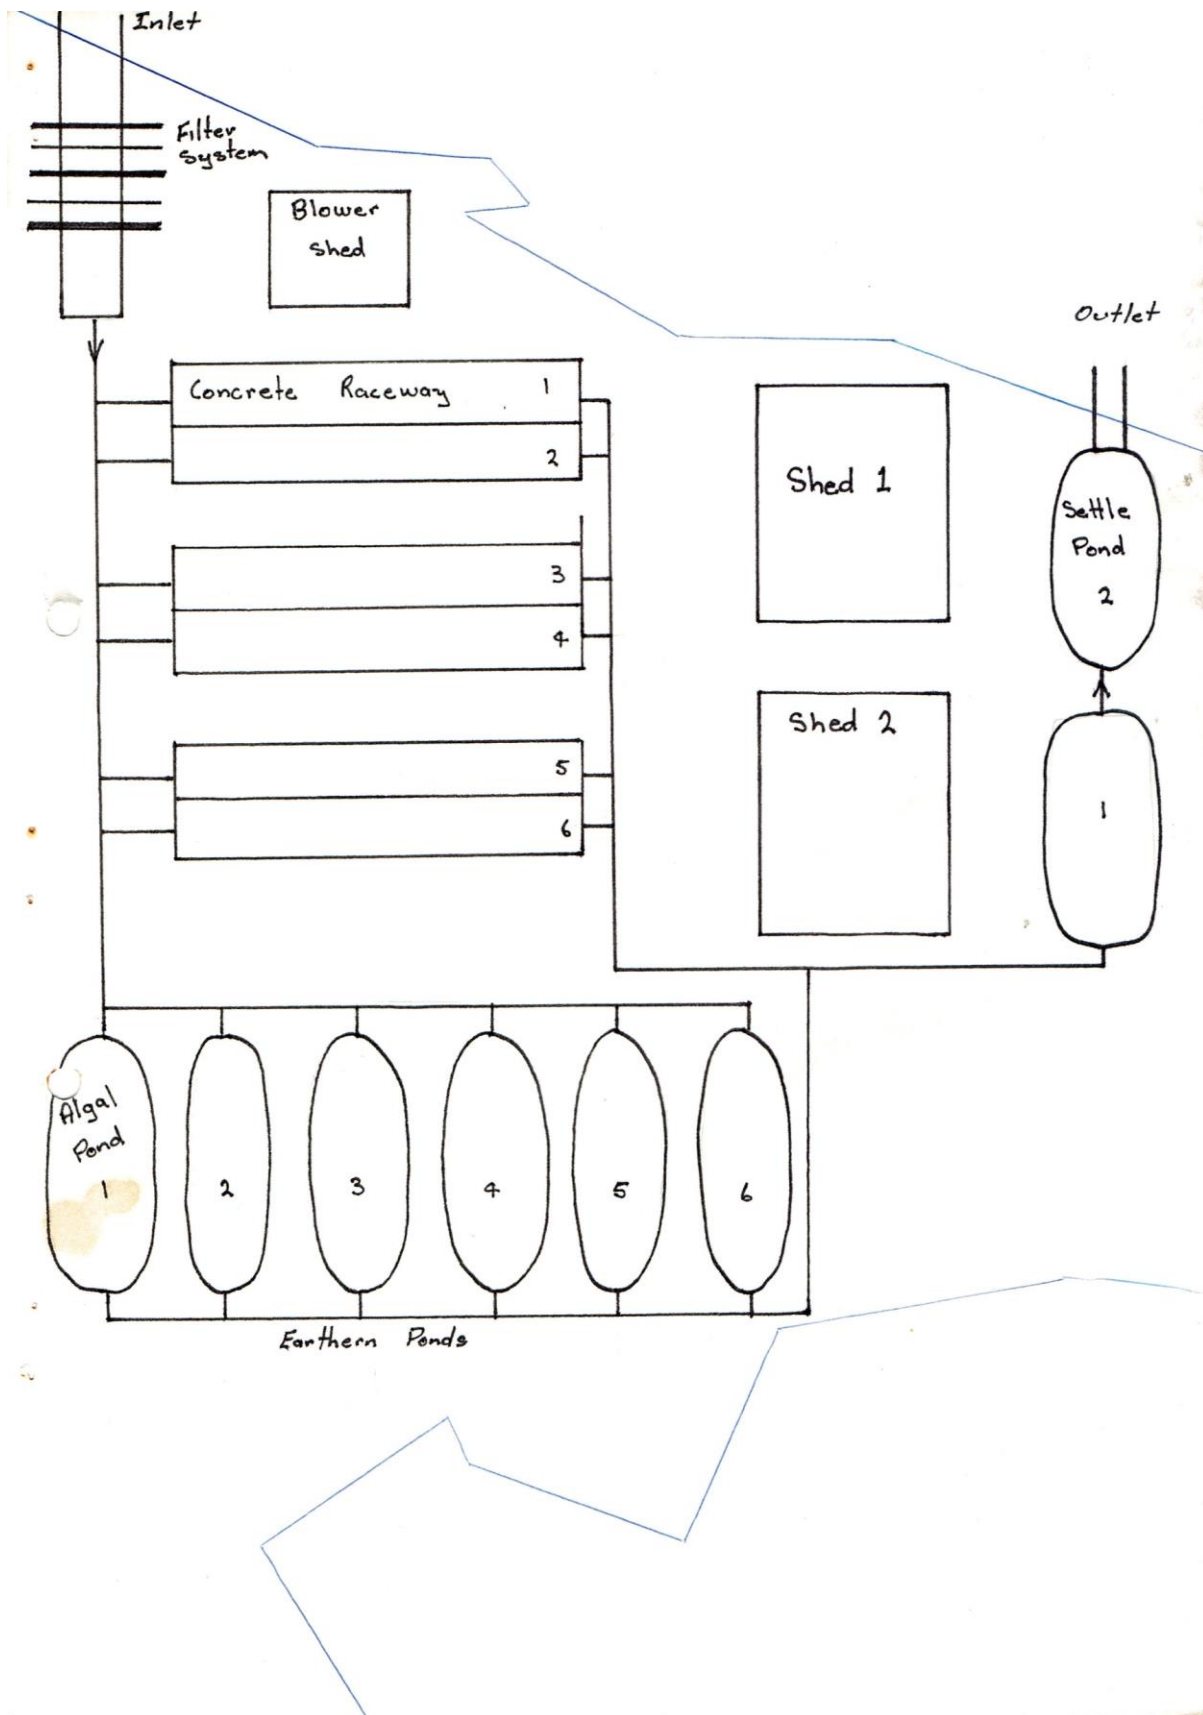 Inlet
Filter
System
Blower
Shed
Outlet
Concrete Raceway 1
2
3
4
5
6
Shed 1
Shed 2
Settle
Pond
2
1
Algal
Pond
1
2
3
4
5
6
Earthern Ponds